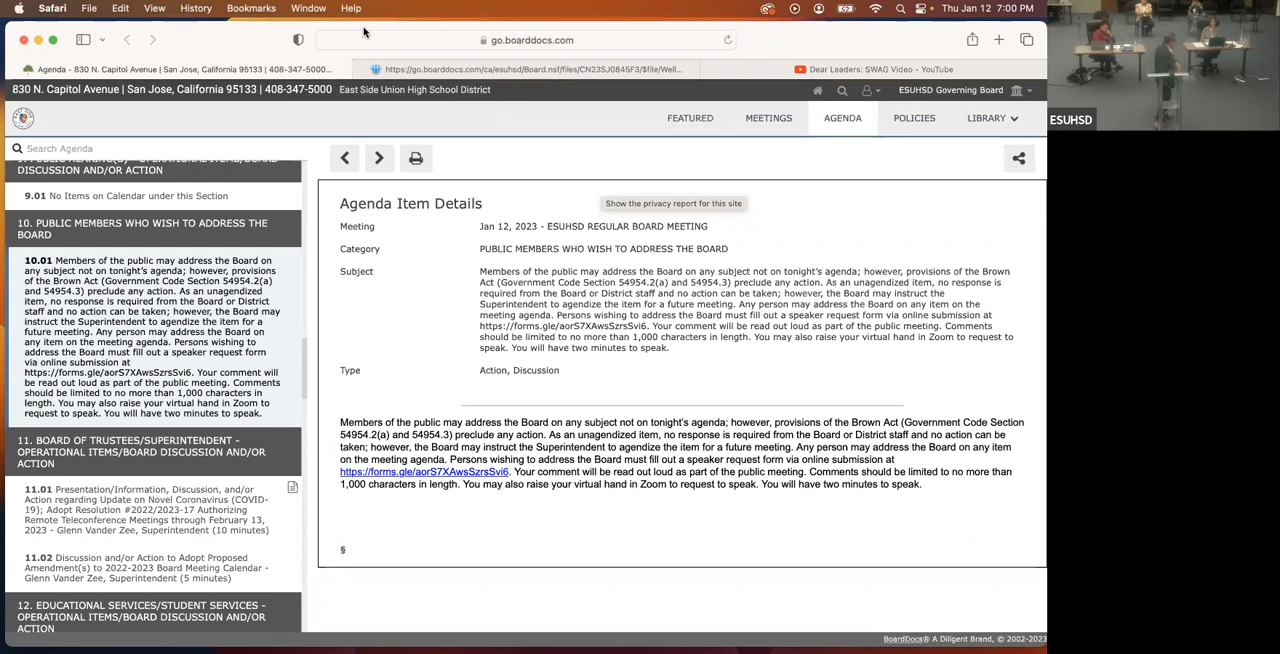 Safari File Edit View History Bookmarks Window Help Thu Jan 12 7:00 PM
go.boarddocs.com
Agenda - 830 N. Capitol Avenue | San Jose, California 95133 | 408-347-5000... https://go.boarddocs.com/ca/esuhsd/Board.nsf/files/CN23SJ0845F3/$file/Well... Dear Leaders: SWAG Video - YouTube
830 N. Capitol Avenue | San Jose, California 95133 | 408-347-5000 East Side Union High School District ESUHSD Governing Board
FEATURED MEETINGS AGENDA POLICIES LIBRARY
Search Agenda
DISCUSSION AND/OR ACTION
9.01 No Items on Calendar under this Section
10. PUBLIC MEMBERS WHO WISH TO ADDRESS THE
BOARD
10.01 Members of the public may address the Board on
any subject not on tonight's agenda; however, provisions
of the Brown Act (Government Code Section 54954.2(a)
and 54954.3) preclude any action. As an unagendized
item, no response is required from the Board or District
staff and no action can be taken; however, the Board may
instruct the Superintendent to agendize the item for a
future meeting. Any person may address the Board on
any item on the meeting agenda. Persons wishing to
address the Board must fill out a speaker request form
via online submission at
https://forms.gle/aorS7XAwsSzrsSvi6. Your comment will
be read out loud as part of the public meeting. Comments
should be limited to no more than 1,000 characters in
length. You may also raise your virtual hand in Zoom to
request to speak. You will have two minutes to speak.
11. BOARD OF TRUSTEES/SUPERINTENDENT -
OPERATIONAL ITEMS/BOARD DISCUSSION AND/OR
ACTION
11.01 Presentation/Information, Discussion, and/or
Action regarding Update on Novel Coronavirus (COVID-
19); Adopt Resolution #2022/2023-17 Authorizing
Remote Teleconference Meetings through February 13,
2023 - Glenn Vander Zee, Superintendent (10 minutes)
11.02 Discussion and/or Action to Adopt Proposed
Amendment(s) to 2022-2023 Board Meeting Calendar -
Glenn Vander Zee, Superintendent (5 minutes)
12. EDUCATIONAL SERVICES/STUDENT SERVICES -
OPERATIONAL ITEMS/BOARD DISCUSSION AND/OR
ACTION
Agenda Item Details
Show the privacy report for this site
Meeting Jan 12, 2023 - ESUHSD REGULAR BOARD MEETING
Category PUBLIC MEMBERS WHO WISH TO ADDRESS THE BOARD
Subject Members of the public may address the Board on any subject not on tonight's agenda; however, provisions of the Brown
Act (Government Code Section 54954.2(a) and 54954.3) preclude any action. As an unagendized item, no response is
required from the Board or District staff and no action can be taken; however, the Board may instruct the
Superintendent to agendize the item for a future meeting. Any person may address the Board on any item on the
meeting agenda. Persons wishing to address the Board must fill out a speaker request form via online submission at
https://forms.gle/aorS7XAwsSzrsSvi6. Your comment will be read out loud as part of the public meeting. Comments
should be limited to no more than 1,000 characters in length. You may also raise your virtual hand in Zoom to request to
speak. You will have two minutes to speak.
Type Action, Discussion
Members of the public may address the Board on any subject not on tonight's agenda; however, provisions of the Brown Act (Government Code Section
54954.2(a) and 54954.3) preclude any action. As an unagendized item, no response is required from the Board or District staff and no action can be
taken; however, the Board may instruct the Superintendent to agendize the item for a future meeting. Any person may address the Board on any item
on the meeting agenda. Persons wishing to address the Board must fill out a speaker request form via online submission at
https://forms.gle/aorS7XAwsSzrsSvi6. Your comment will be read out loud as part of the public meeting. Comments should be limited to no more than
1,000 characters in length. You may also raise your virtual hand in Zoom to request to speak. You will have two minutes to speak.
§
BoardDocs® A Diligent Brand, © 2002-2023
ESUHSD